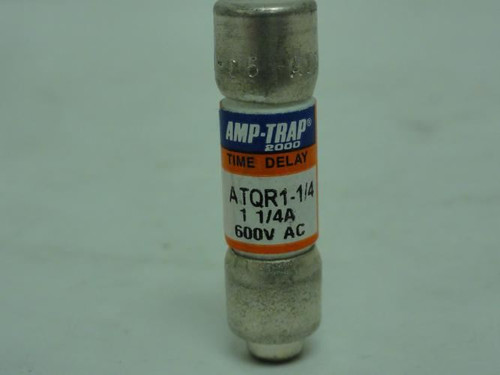 AMP-TRAP®
2000
TIME DELAY
ATQR1-1/4
1 1/4A
600V AC